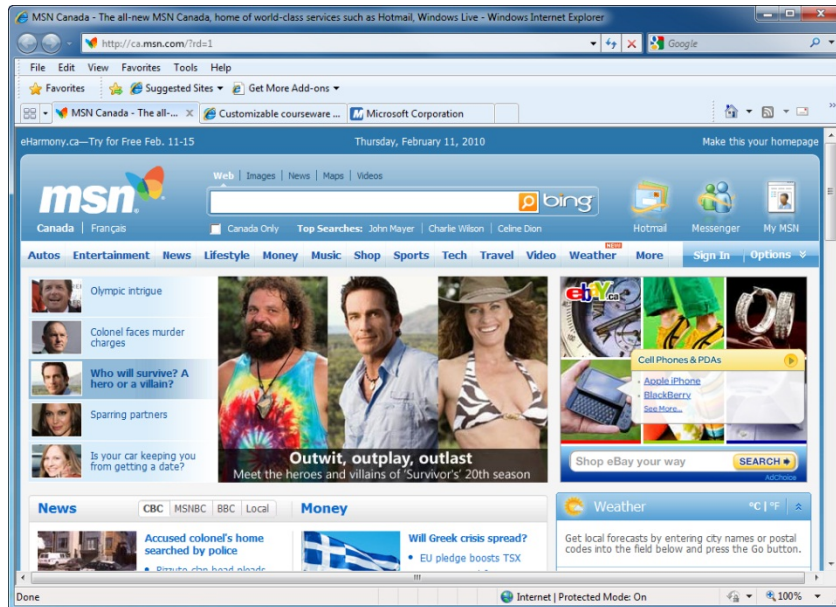 MSN Canada - The all-new MSN Canada, home of world-class services such as Hotmail, Windows Live - Windows Internet Explorer
http://ca.msn.com/?rd=1
Google
File Edit View Favorites Tools Help
Favorites Suggested Sites Get More Add-ons
MSN Canada - The all-... Customizable courseware ... Microsoft Corporation
eHarmony.ca—Try for Free Feb. 11-15 Thursday, February 11, 2010 Make this your homepage
msn
Web | Images | News | Maps | Videos
bing
Canada | Français
Canada Only Top Searches: John Mayer | Charlie Wilson | Celine Dion
Hotmail Messenger My MSN
NEW
Autos Entertainment News Lifestyle Money Music Shop Sports Tech Travel Video Weather More Sign In | Options
Olympic intrigue
Colonel faces murder
charges
Who will survive? A
hero or a villain?
Sparring partners
Is your car keeping you
from getting a date?
Outwit, outplay, outlast
Meet the heroes and villains of 'Survivor's' 20th season
ebay.ca
Cell Phones & PDAs
Apple iPhone
BlackBerry
See More...
Shop eBay your way SEARCH
AdChoice
News CBC MSNBC BBC Local
Accused colonel's home
searched by police
• Rizzuto clan head pleads
Money
Will Greek crisis spread?
• EU pledge boosts TSX
Weather °C | °F
Get local forecasts by entering city names or postal
codes into the field below and press the Go button.
Done Internet | Protected Mode: On 100%